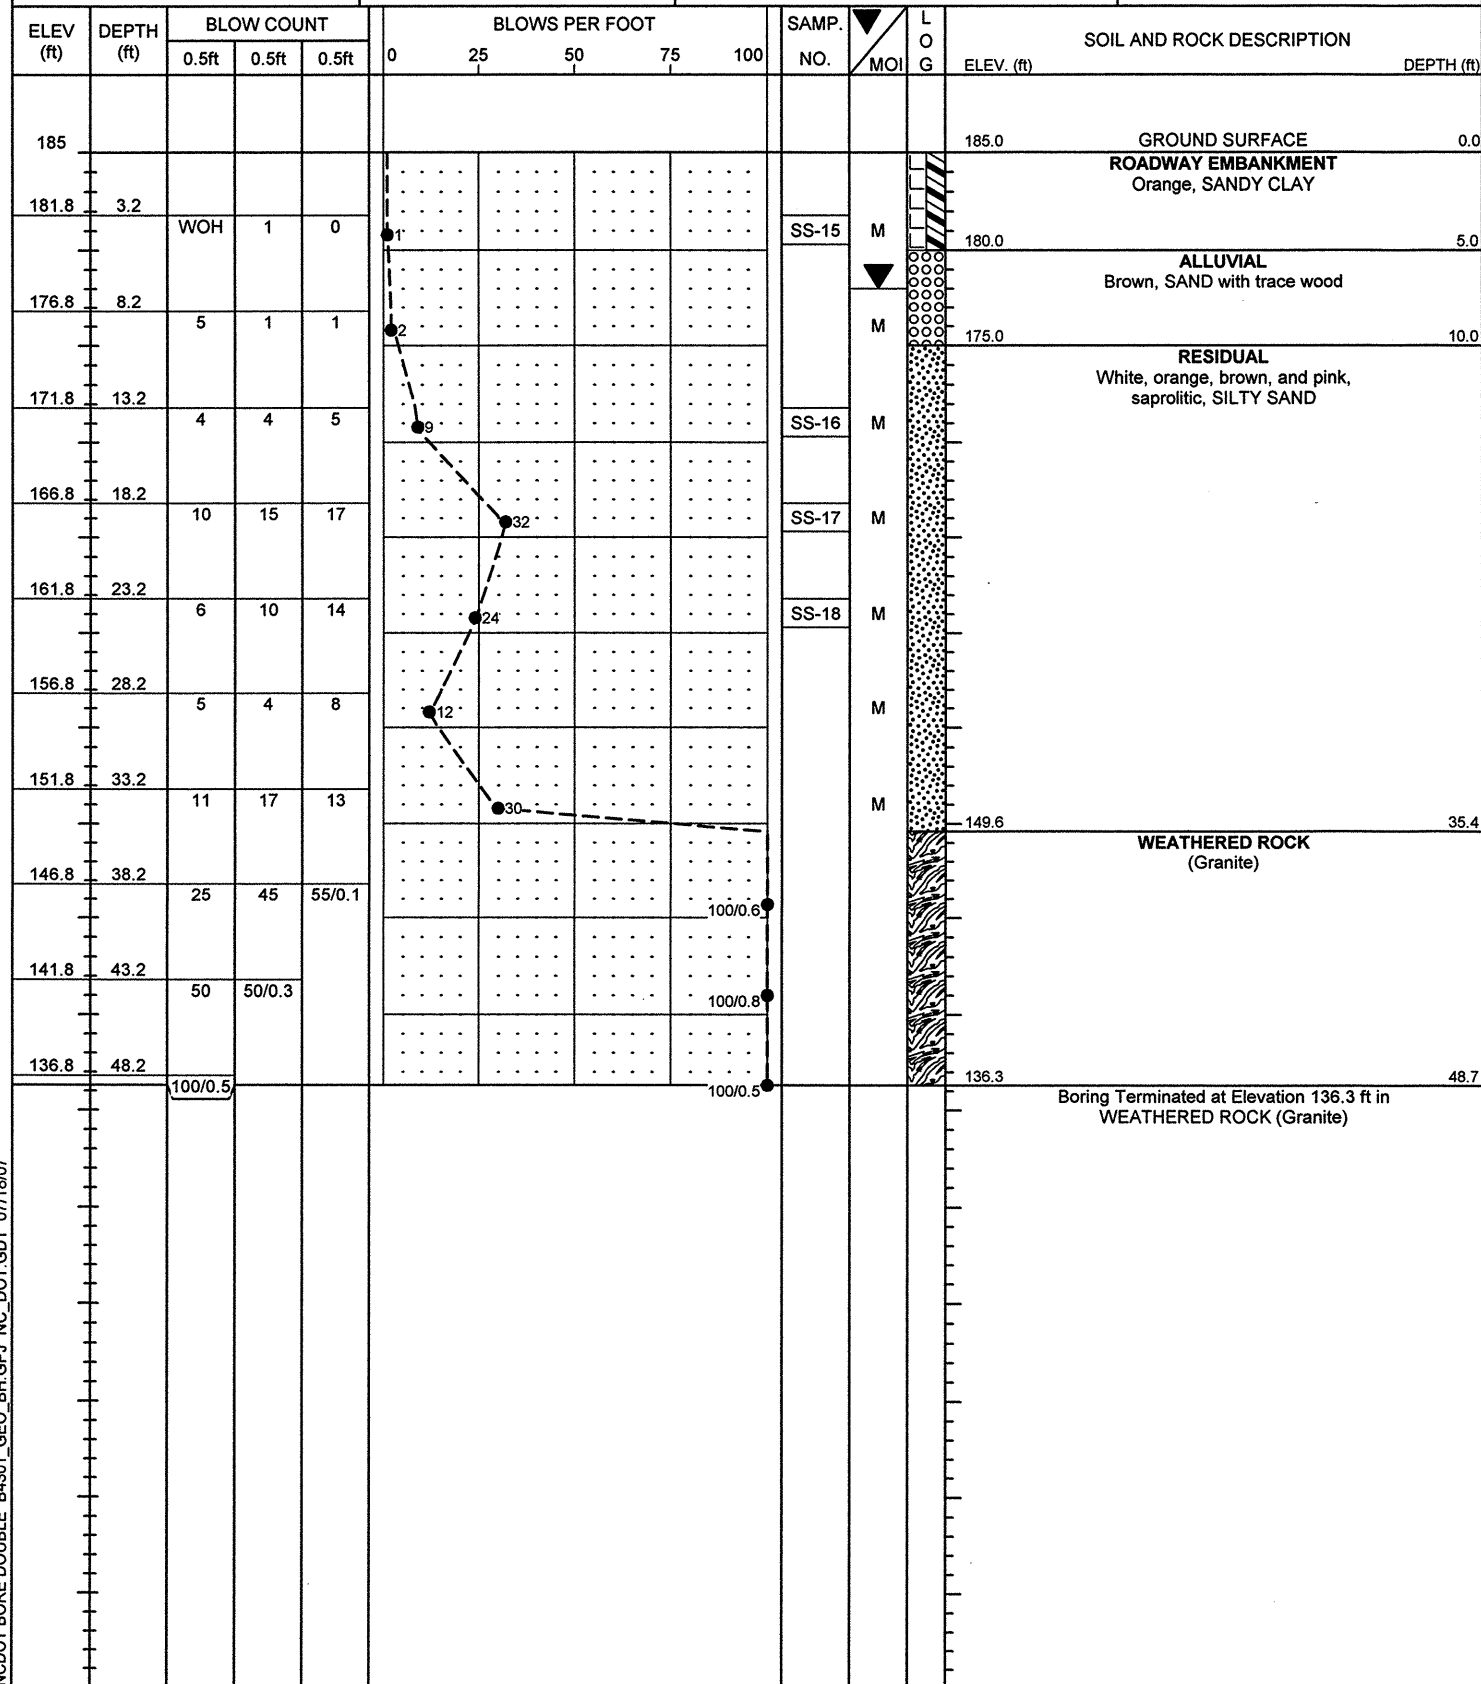 ELEV (ft) DEPTH (ft) BLOW COUNT BLOWS PER FOOT SAMP. NO. MOI LOG SOIL AND ROCK DESCRIPTION
0.5ft 0.5ft 0.5ft 0 25 50 75 100 ELEV. (ft) DEPTH (ft)
185 185.0 GROUND SURFACE 0.0
ROADWAY EMBANKMENT
Orange, SANDY CLAY
181.8 3.2
WOH 1 0 1 SS-15 M
180.0 5.0
ALLUVIAL
Brown, SAND with trace wood
176.8 8.2
5 1 1 2 M
175.0 10.0
RESIDUAL
White, orange, brown, and pink,
saprolitic, SILTY SAND
171.8 13.2
4 4 5 9 SS-16 M
166.8 18.2
10 15 17 32 SS-17 M
161.8 23.2
6 10 14 24 SS-18 M
156.8 28.2
5 4 8 12 M
151.8 33.2
11 17 13 30 M
149.6 35.4
WEATHERED ROCK
(Granite)
146.8 38.2
25 45 55/0.1 100/0.6
141.8 43.2
50 50/0.3 100/0.8
136.8 48.2
100/0.5 100/0.5
136.3 48.7
Boring Terminated at Elevation 136.3 ft in
WEATHERED ROCK (Granite)